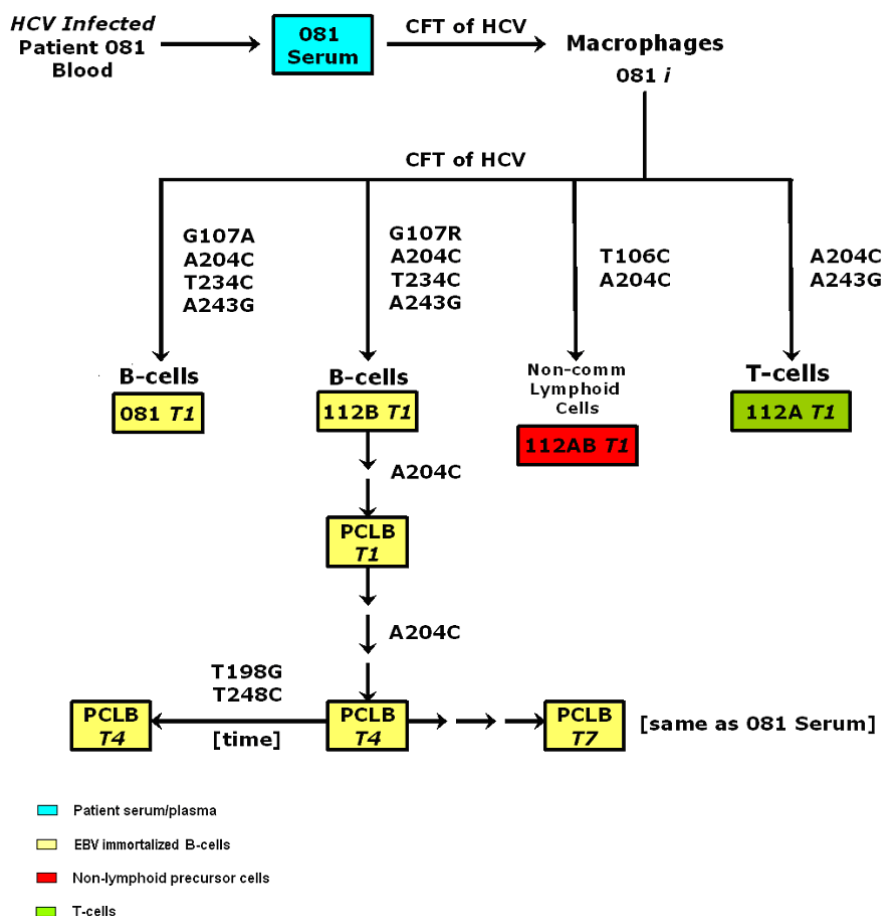 HCV Infected
Patient 081
Blood
081
Serum
CFT of HCV
Macrophages
081 i
CFT of HCV
G107A
A204C
T234C
A243G
G107R
A204C
T234C
A243G
T106C
A204C
A204C
A243G
B-cells
081 T1
B-cells
112B T1
Non-comm
Lymphoid
Cells
112AB T1
T-cells
112A T1
A204C
PCLB
T1
A204C
T198G
T248C
[time]
PCLB
T4
PCLB
T4
PCLB
T7
[same as 081 Serum]
Patient serum/plasma
EBV immortalized B-cells
Non-lymphoid precursor cells
T-cells